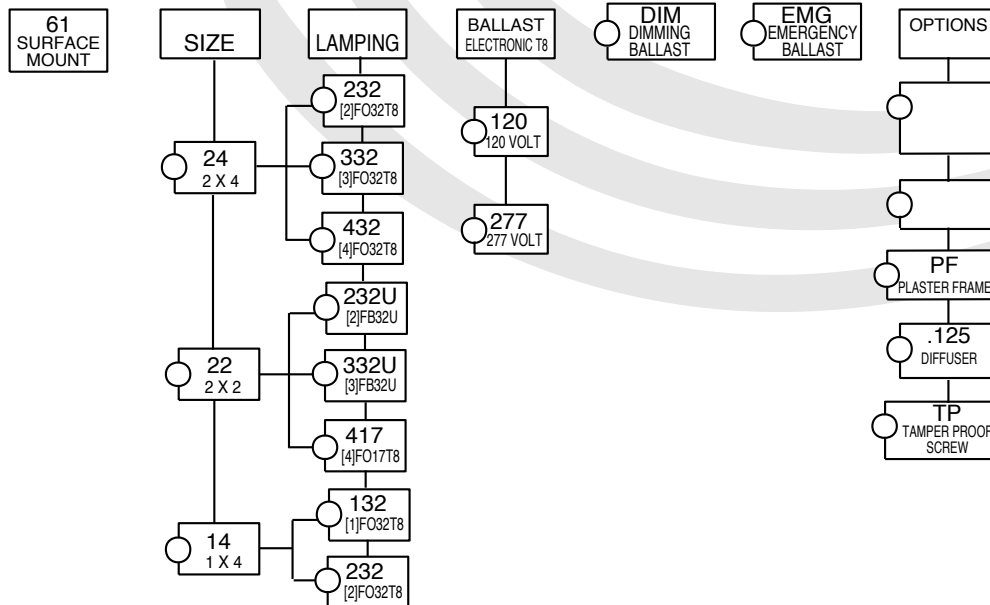 61
SURFACE
MOUNT
SIZE
LAMPING
BALLAST
ELECTRONIC T8
DIM
DIMMING
BALLAST
EMG
EMERGENCY
BALLAST
OPTIONS
24
2 X 4
232
[2]FO32T8
332
[3]FO32T8
432
[4]FO32T8
22
2 X 2
232U
[2]FB32U
332U
[3]FB32U
417
[4]FO17T8
14
1 X 4
132
[1]FO32T8
232
[2]FO32T8
120
120 VOLT
277
277 VOLT
PF
PLASTER FRAME
.125
DIFFUSER
TP
TAMPER PROOF
SCREW